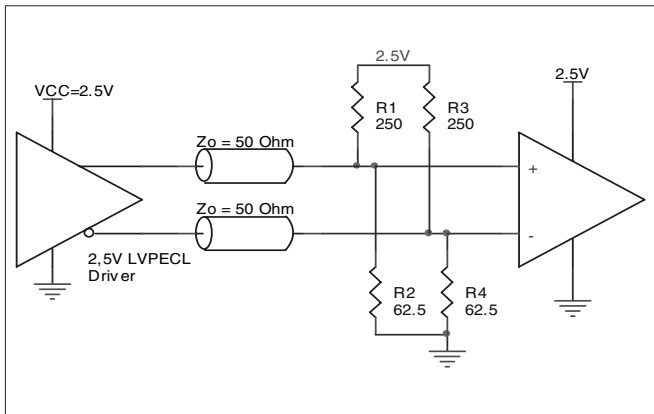 2.5V
2.5V
VCC=2.5V
R1
250
R3
250
Zo = 50 Ohm
+
Zo = 50 Ohm
-
2,5V LVPECL
Driver
R2
62.5
R4
62.5